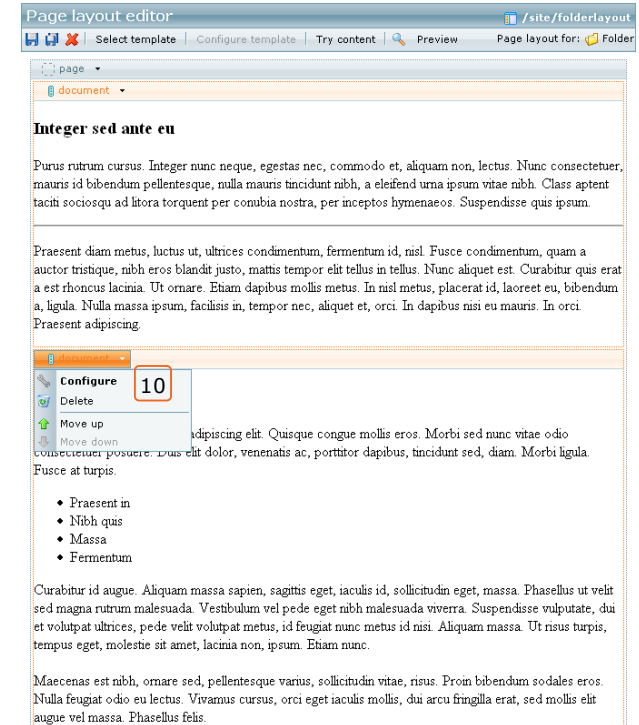 Page layout editor
/site/folderlayout
Select template Configure template Try content Preview Page layout for: Folder
page
document
Integer sed ante eu
Purus rutrum cursus. Integer nunc neque, egestas nec, commodo et, aliquam non, lectus. Nunc consectetuer,
mauris id bibendum pellentesque, nulla mauris tincidunt nibh, a eleifend urna ipsum vitae nibh. Class aptent
taciti sociosqu ad litora torquent per conubia nostra, per inceptos hymenaeos. Suspendisse quis ipsum.
Praesent diam metus, luctus ut, ultrices condimentum, fermentum id, nisl. Fusce condimentum, quam a
auctor tristique, nibh eros blandit justo, mattis tempor elit tellus in tellus. Nunc aliquet est. Curabitur quis erat
a est rhoncus lacinia. Ut ornare. Etiam dapibus mollis metus. In nisl metus, placerat id, laoreet eu, bibendum
a, ligula. Nulla massa ipsum, facilisis in, tempor nec, aliquet et, orci. In dapibus nisi eu mauris. In orci.
Praesent adipiscing.
document
Configure
10
Delete
Move up
Move down
adipiscing elit. Quisque congue mollis eros. Morbi sed nunc vitae odio
consectetuer posuere. Duis elit dolor, venenatis ac, porttitor dapibus, tincidunt sed, diam. Morbi ligula.
Fusce at turpis.
Praesent in
Nibh quis
Massa
Fermentum
Curabitur id augue. Aliquam massa sapien, sagittis eget, iaculis id, sollicitudin eget, massa. Phasellus ut velit
sed magna rutrum malesuada. Vestibulum vel pede eget nibh malesuada viverra. Suspendisse vulputate, dui
et volutpat ultrices, pede velit volutpat metus, id feugiat nunc metus id nisi. Aliquam massa. Ut risus turpis,
tempus eget, molestie sit amet, lacinia non, ipsum. Etiam nunc.
Maecenas est nibh, ornare sed, pellentesque varius, sollicitudin vitae, risus. Proin bibendum sodales eros.
Nulla feugiat odio eu lectus. Vivamus cursus, orci eget iaculis mollis, dui arcu fringilla erat, sed mollis elit
augue vel massa. Phasellus felis.